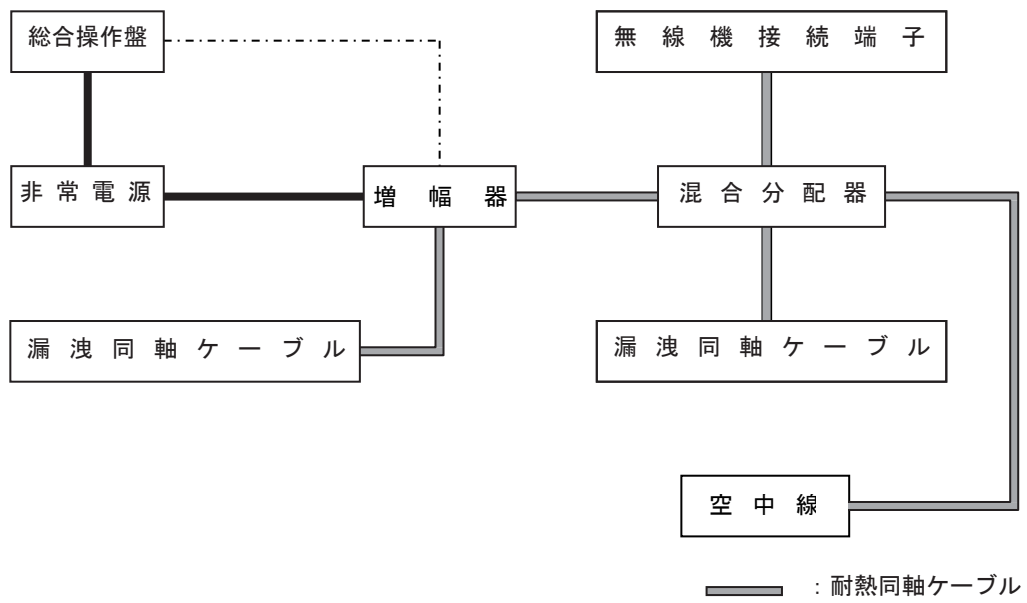 総合操作盤
無線機接続端子
非常電源
増幅器
混合分配器
漏洩同軸ケーブル
漏洩同軸ケーブル
空中線
：耐熱同軸ケーブル